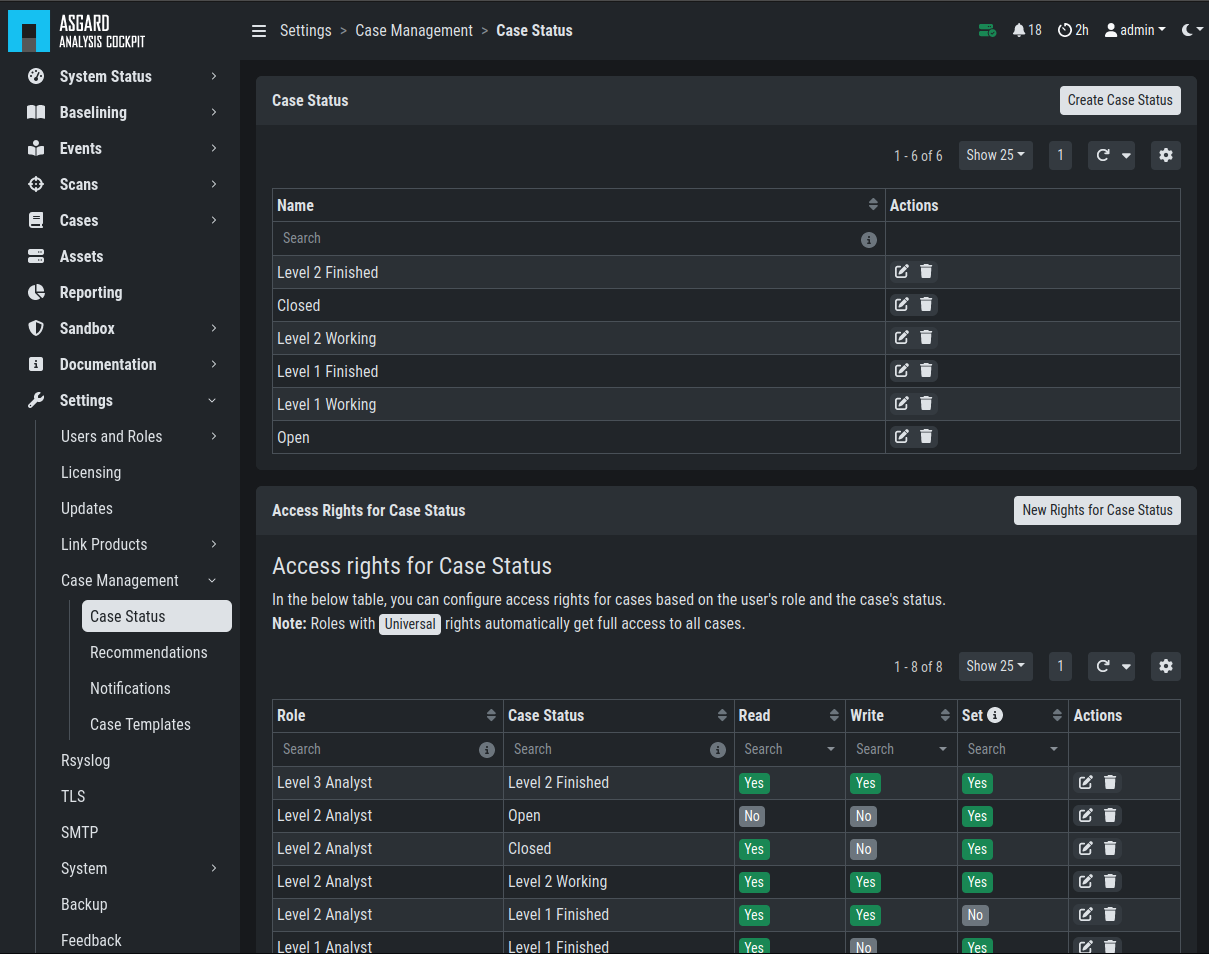 ASGARD
ANALYSIS COCKPIT
Settings > Case Management > Case Status
18 2h admin
System Status
Baselining
Events
Scans
Cases
Assets
Reporting
Sandbox
Documentation
Settings
Users and Roles
Licensing
Updates
Link Products
Case Management
Case Status
Recommendations
Notifications
Case Templates
Rsyslog
TLS
SMTP
System
Backup
Feedback
Case Status Create Case Status
1 - 6 of 6 Show 25 1
Name Actions
Search
Level 2 Finished
Closed
Level 2 Working
Level 1 Finished
Level 1 Working
Open
Access Rights for Case Status New Rights for Case Status
Access rights for Case Status
In the below table, you can configure access rights for cases based on the user's role and the case's status.
Note: Roles with Universal rights automatically get full access to all cases.
1 - 8 of 8 Show 25 1
Role Case Status Read Write Set Actions
Search Search Search Search Search
Level 3 Analyst Level 2 Finished Yes Yes Yes
Level 2 Analyst Open No No Yes
Level 2 Analyst Closed Yes No Yes
Level 2 Analyst Level 2 Working Yes Yes Yes
Level 2 Analyst Level 1 Finished Yes Yes No
Level 1 Analyst Level 1 Finished Yes No Yes